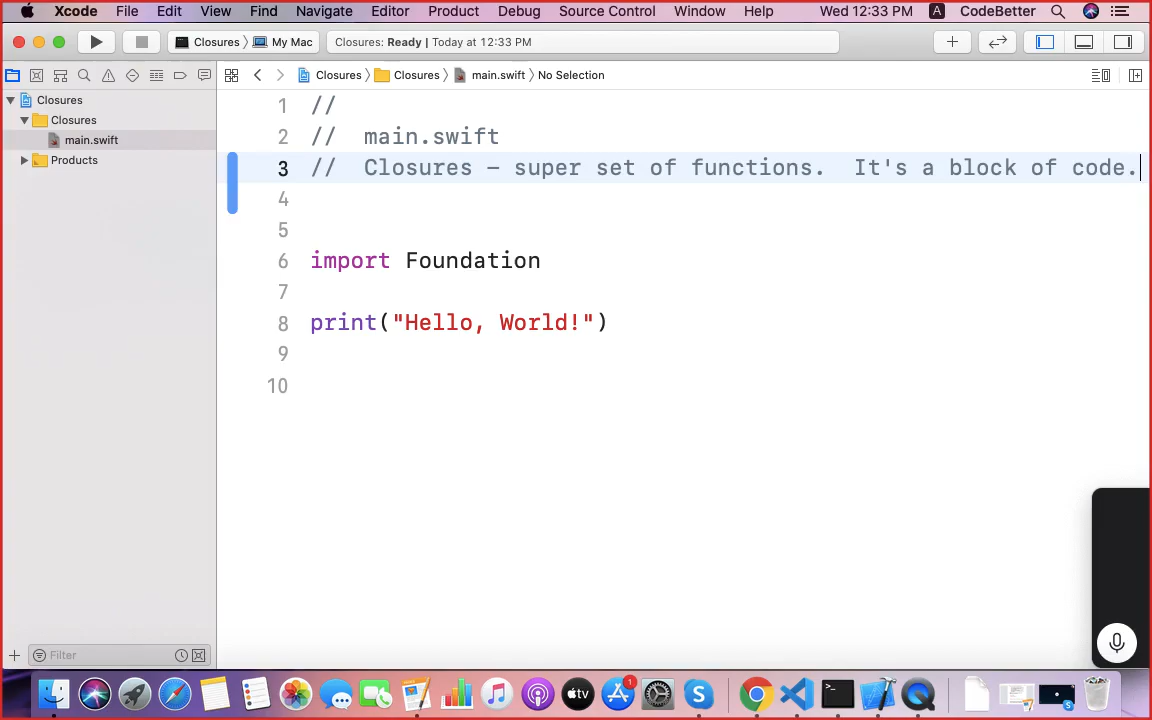 Xcode File Edit View Find Navigate Editor Product Debug Source Control Window Help Wed 12:33 PM A CodeBetter
Closures 〉 My Mac Closures: Ready | Today at 12:33 PM
Closures 〉 Closures 〉 main.swift 〉 No Selection
Closures
Closures
main.swift
Products
1 //
2 // main.swift
3 // Closures – super set of functions. It's a block of code.
4
5
6 import Foundation
7
8 print("Hello, World!")
9
10
Filter
tv
1